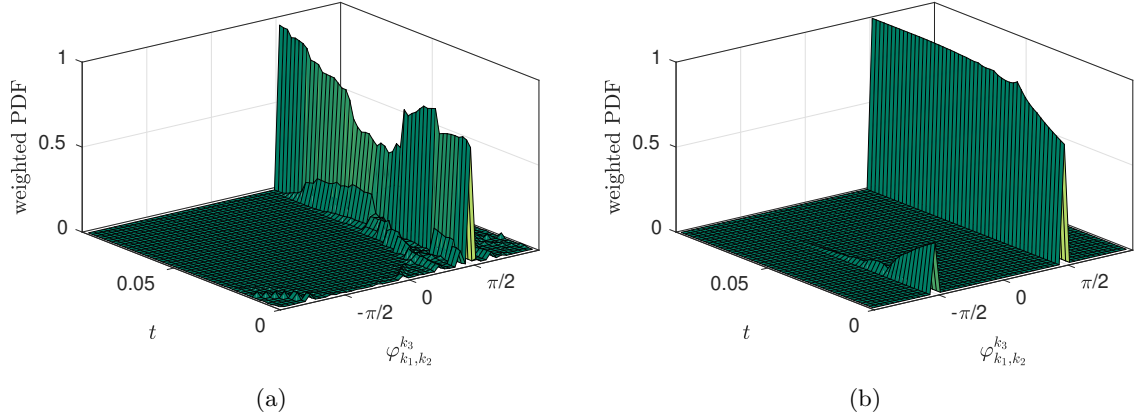 1
0.5
0
weighted PDF
0.05
0
t
-π/2
0
π/2
φ^{k_3}_{k_1,k_2}
(a)
1
0.5
0
weighted PDF
0.05
0
t
-π/2
0
π/2
φ^{k_3}_{k_1,k_2}
(b)